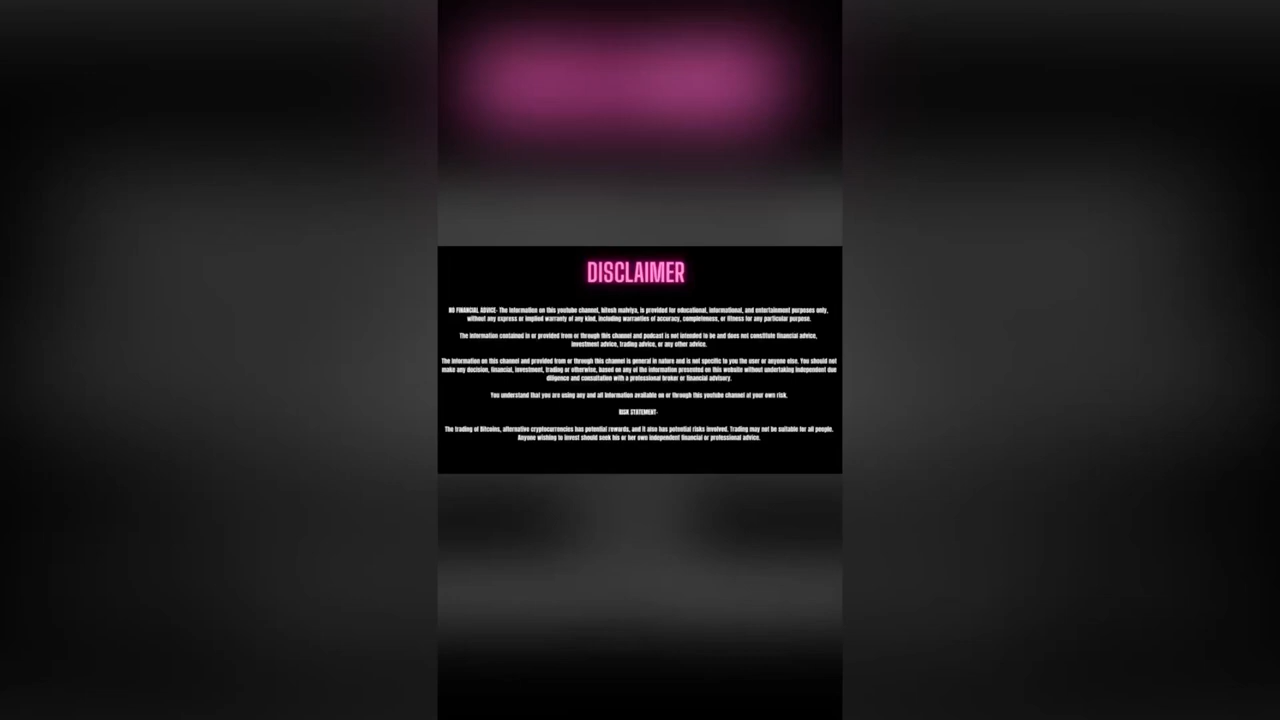 DISCLAIMER
NO FINANCIAL ADVICE- The Information on this youtube channel, hitesh malviya, is provided for educational, informational, and entertainment purposes only,
without any express or implied warranty of any kind, including warranties of accuracy, completeness, or fitness for any particular purpose.
The information contained in or provided from or through this channel and podcast is not intended to be and does not constitute financial advice,
investment advice, trading advice, or any other advice.
The information on this channel and provided from or through this channel is general in nature and is not specific to you the user or anyone else. You should not
make any decision, financial, investment, trading or otherwise, based on any of the information presented on this website without undertaking independent due
diligence and consultation with a professional broker or financial advisory.
You understand that you are using any and all Information available on or through this youtube channel at your own risk.
RISK STATEMENT-
The trading of Bitcoins, alternative cryptocurrencies has potential rewards, and it also has potential risks involved. Trading may not be suitable for all people.
Anyone wishing to invest should seek his or her own independent financial or professional advice.